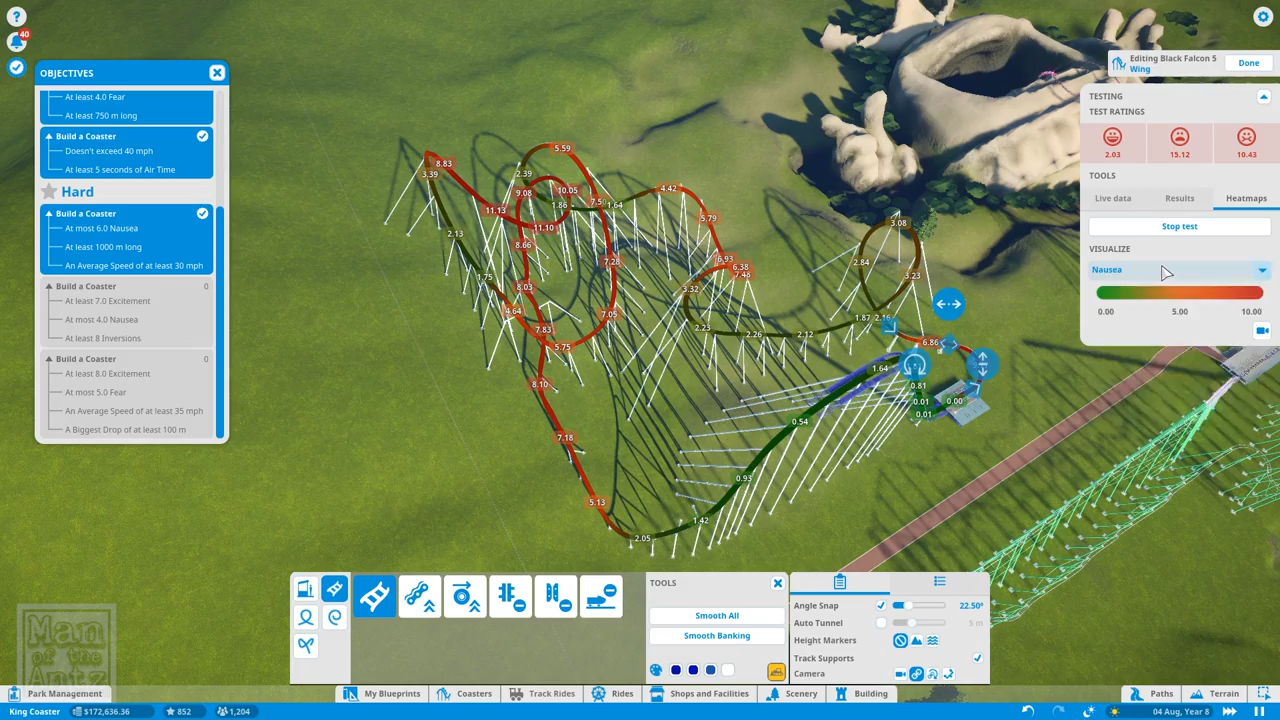 ?
40
OBJECTIVES
At least 4.0 Fear
At least 750 m long
Build a Coaster
Doesn't exceed 40 mph
At least 5 seconds of Air Time
Hard
Build a Coaster
At most 6.0 Nausea
At least 1000 m long
An Average Speed of at least 30 mph
Build a Coaster 0
At least 7.0 Excitement
At most 4.0 Nausea
At least 8 Inversions
Build a Coaster 0
At least 8.0 Excitement
At most 5.0 Fear
An Average Speed of at least 35 mph
A Biggest Drop of at least 100 m
Editing Black Falcon 5
Wing
Done
TESTING
TEST RATINGS
2.03 15.12 10.43
TOOLS
Live data Results Heatmaps
Stop test
VISUALIZE
Nausea
0.00 5.00 10.00
5.59
8.83
3.39
2.39
9.08
10.05
1.86
1.64
4.42
11.13
11.10
5.79
2.13
8.66
7.28
6.93
6.38
7.48
3.08
2.84
3.23
1.75
8.03
3.32
4.64
7.83
7.05
5.75
2.23
2.26
2.12
1.87
6.86
8.10
1.64
0.81
0.01
0.00
0.01
0.54
7.18
0.93
5.13
1.42
2.05
TOOLS
Smooth All
Smooth Banking
Angle Snap 22.50°
Auto Tunnel 5 m
Height Markers
Track Supports
Camera
Man
of the
Antz
Park Management
My Blueprints
Coasters
Track Rides
Rides
Shops and Facilities
Scenery
Building
Paths
Terrain
King Coaster
$172,636.36
852
1,204
04 Aug, Year 8